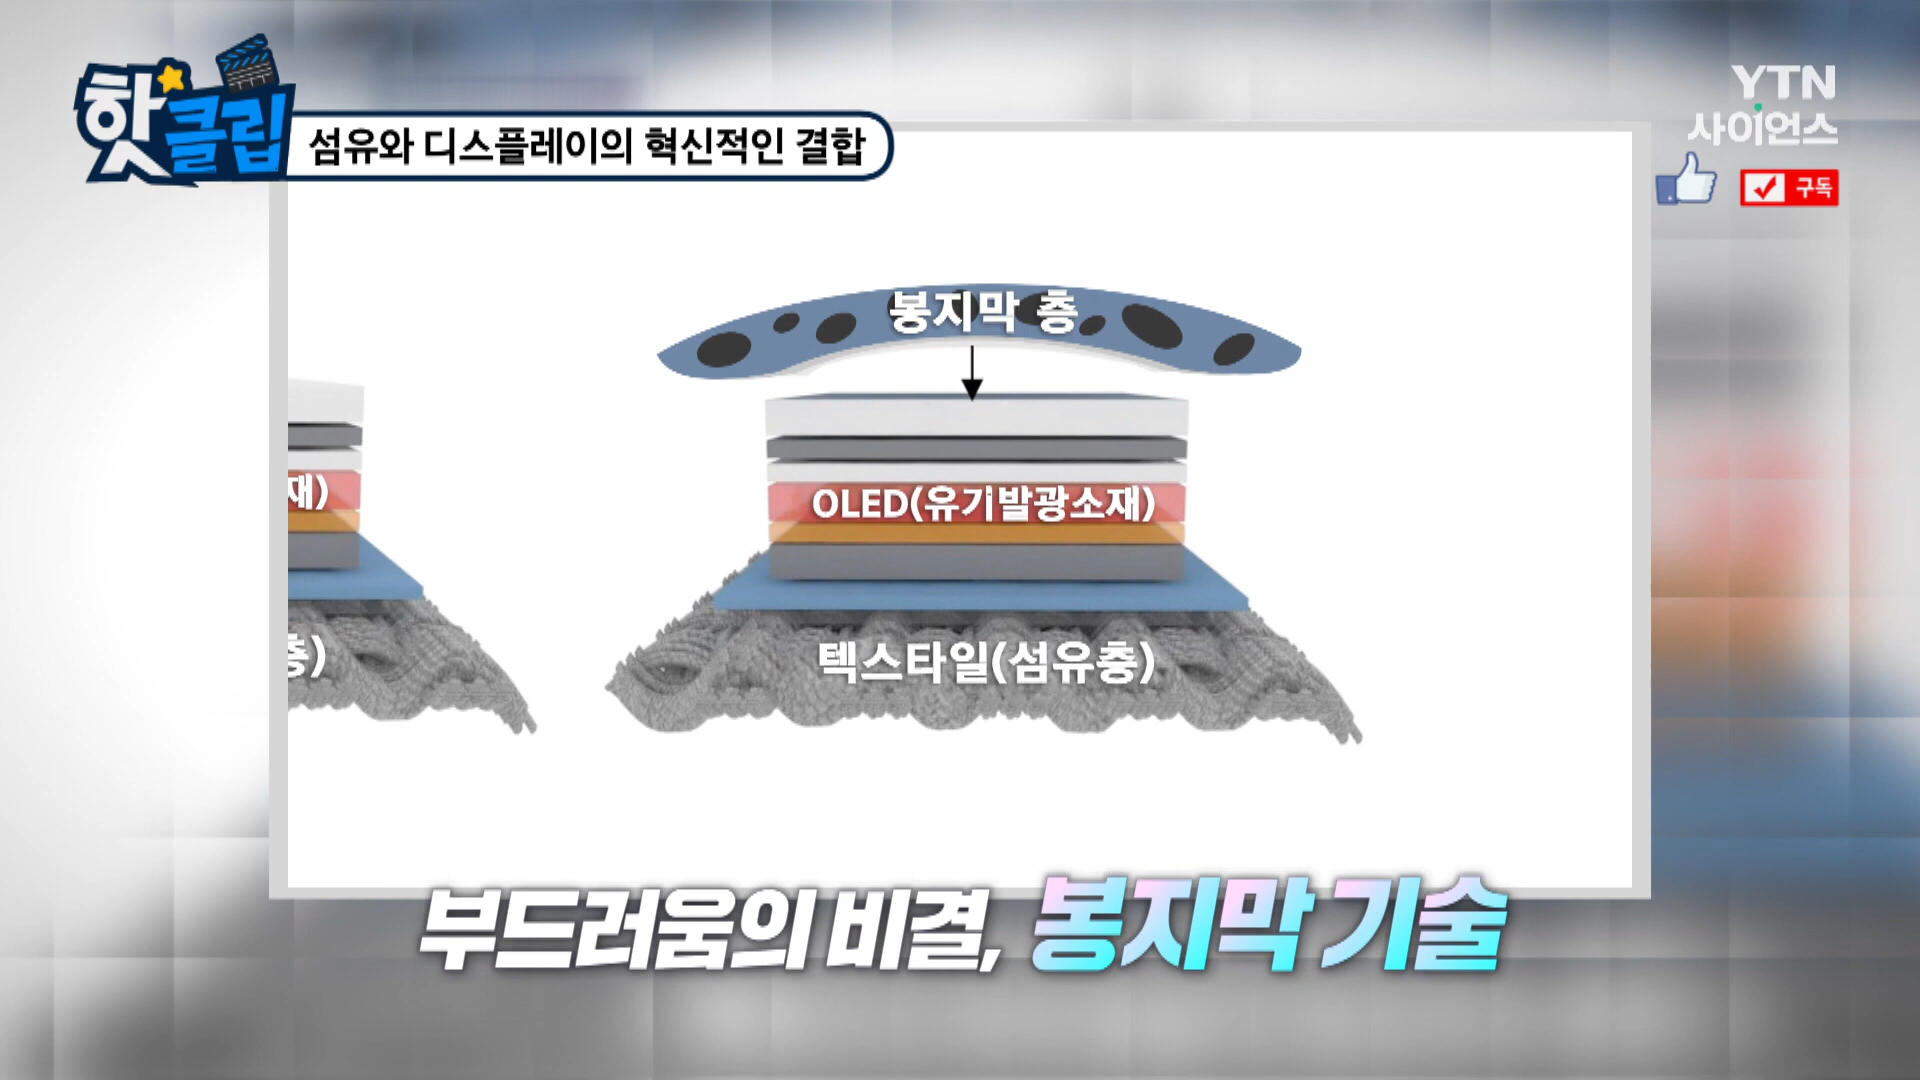 핫클립
섬유와 디스플레이의 혁신적인 결합
YTN
사이언스
구독
봉지막 층
재)
OLED(유기발광소재)
층)
텍스타일(섬유층)
부드러움의 비결, 봉지막 기술